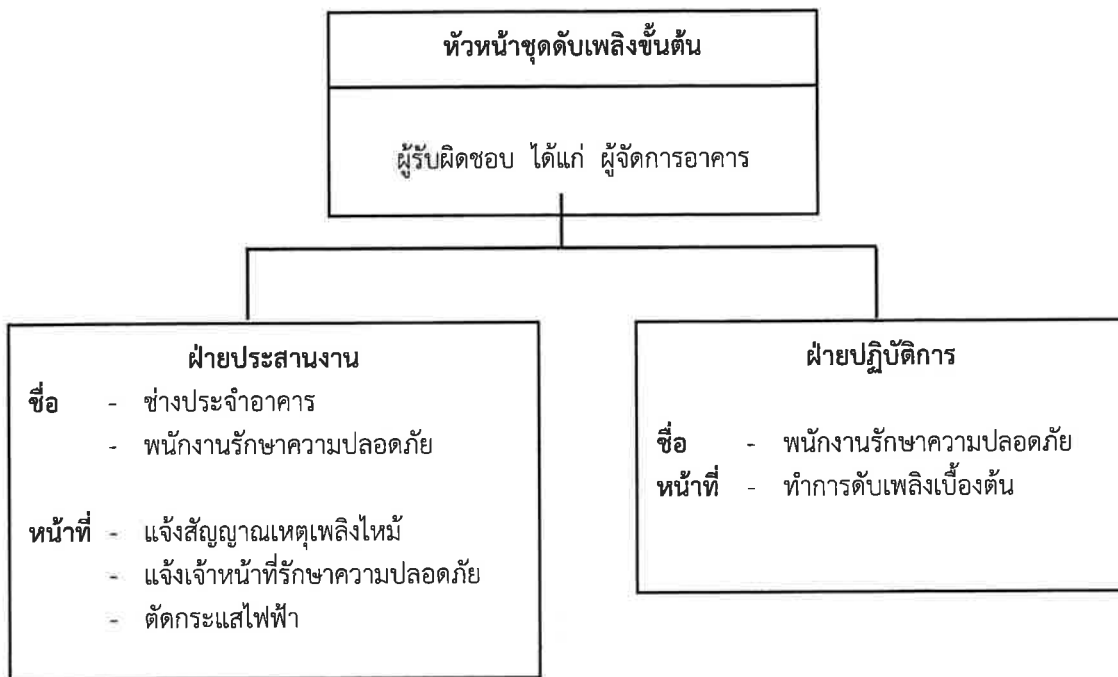 หัวหน้าชุดดับเพลิงขั้นต้น
ผู้รับผิดชอบ ได้แก่ ผู้จัดการอาคาร
ฝ่ายประสานงาน
ชื่อ - ช่างประจำอาคาร
- พนักงานรักษาความปลอดภัย
หน้าที่ - แจ้งสัญญาณเหตุเพลิงไหม้
- แจ้งเจ้าหน้าที่รักษาความปลอดภัย
- ตัดกระแสไฟฟ้า
ฝ่ายปฏิบัติการ
ชื่อ - พนักงานรักษาความปลอดภัย
หน้าที่ - ทำการดับเพลิงเบื้องต้น